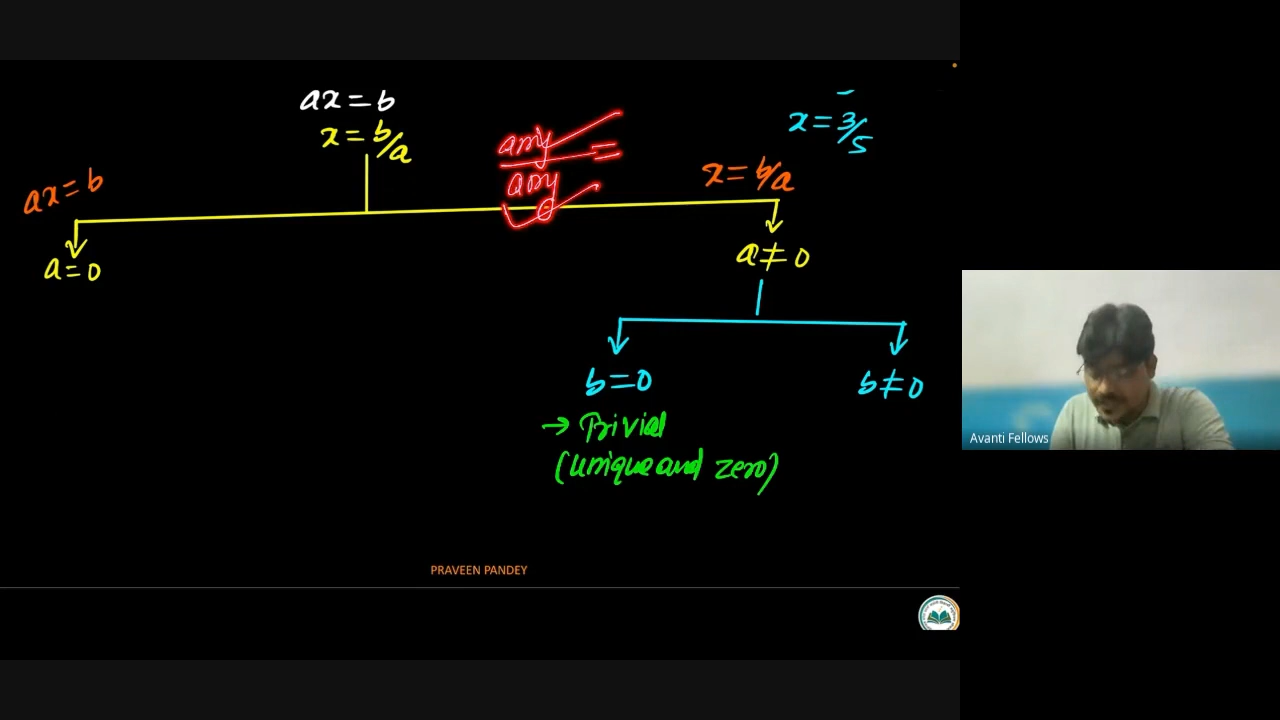 ax = b
x = b/a
any
any
x = 3/5
ax = b
x = b/a
a = 0
a ≠ 0
b = 0
b ≠ 0
→ Trivial
(unique and zero)
Avanti Fellows
PRAVEEN PANDEY